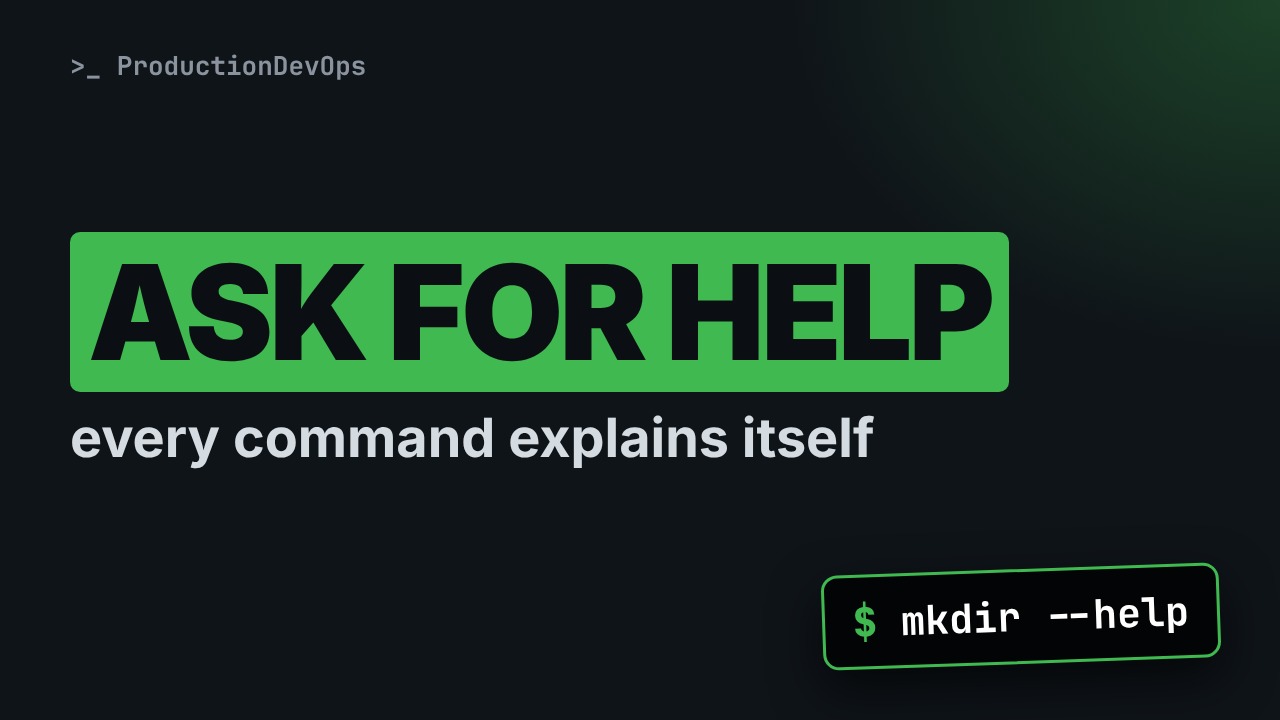 >_ ProductionDevOps
ASK FOR HELP
every command explains itself
$ mkdir --help